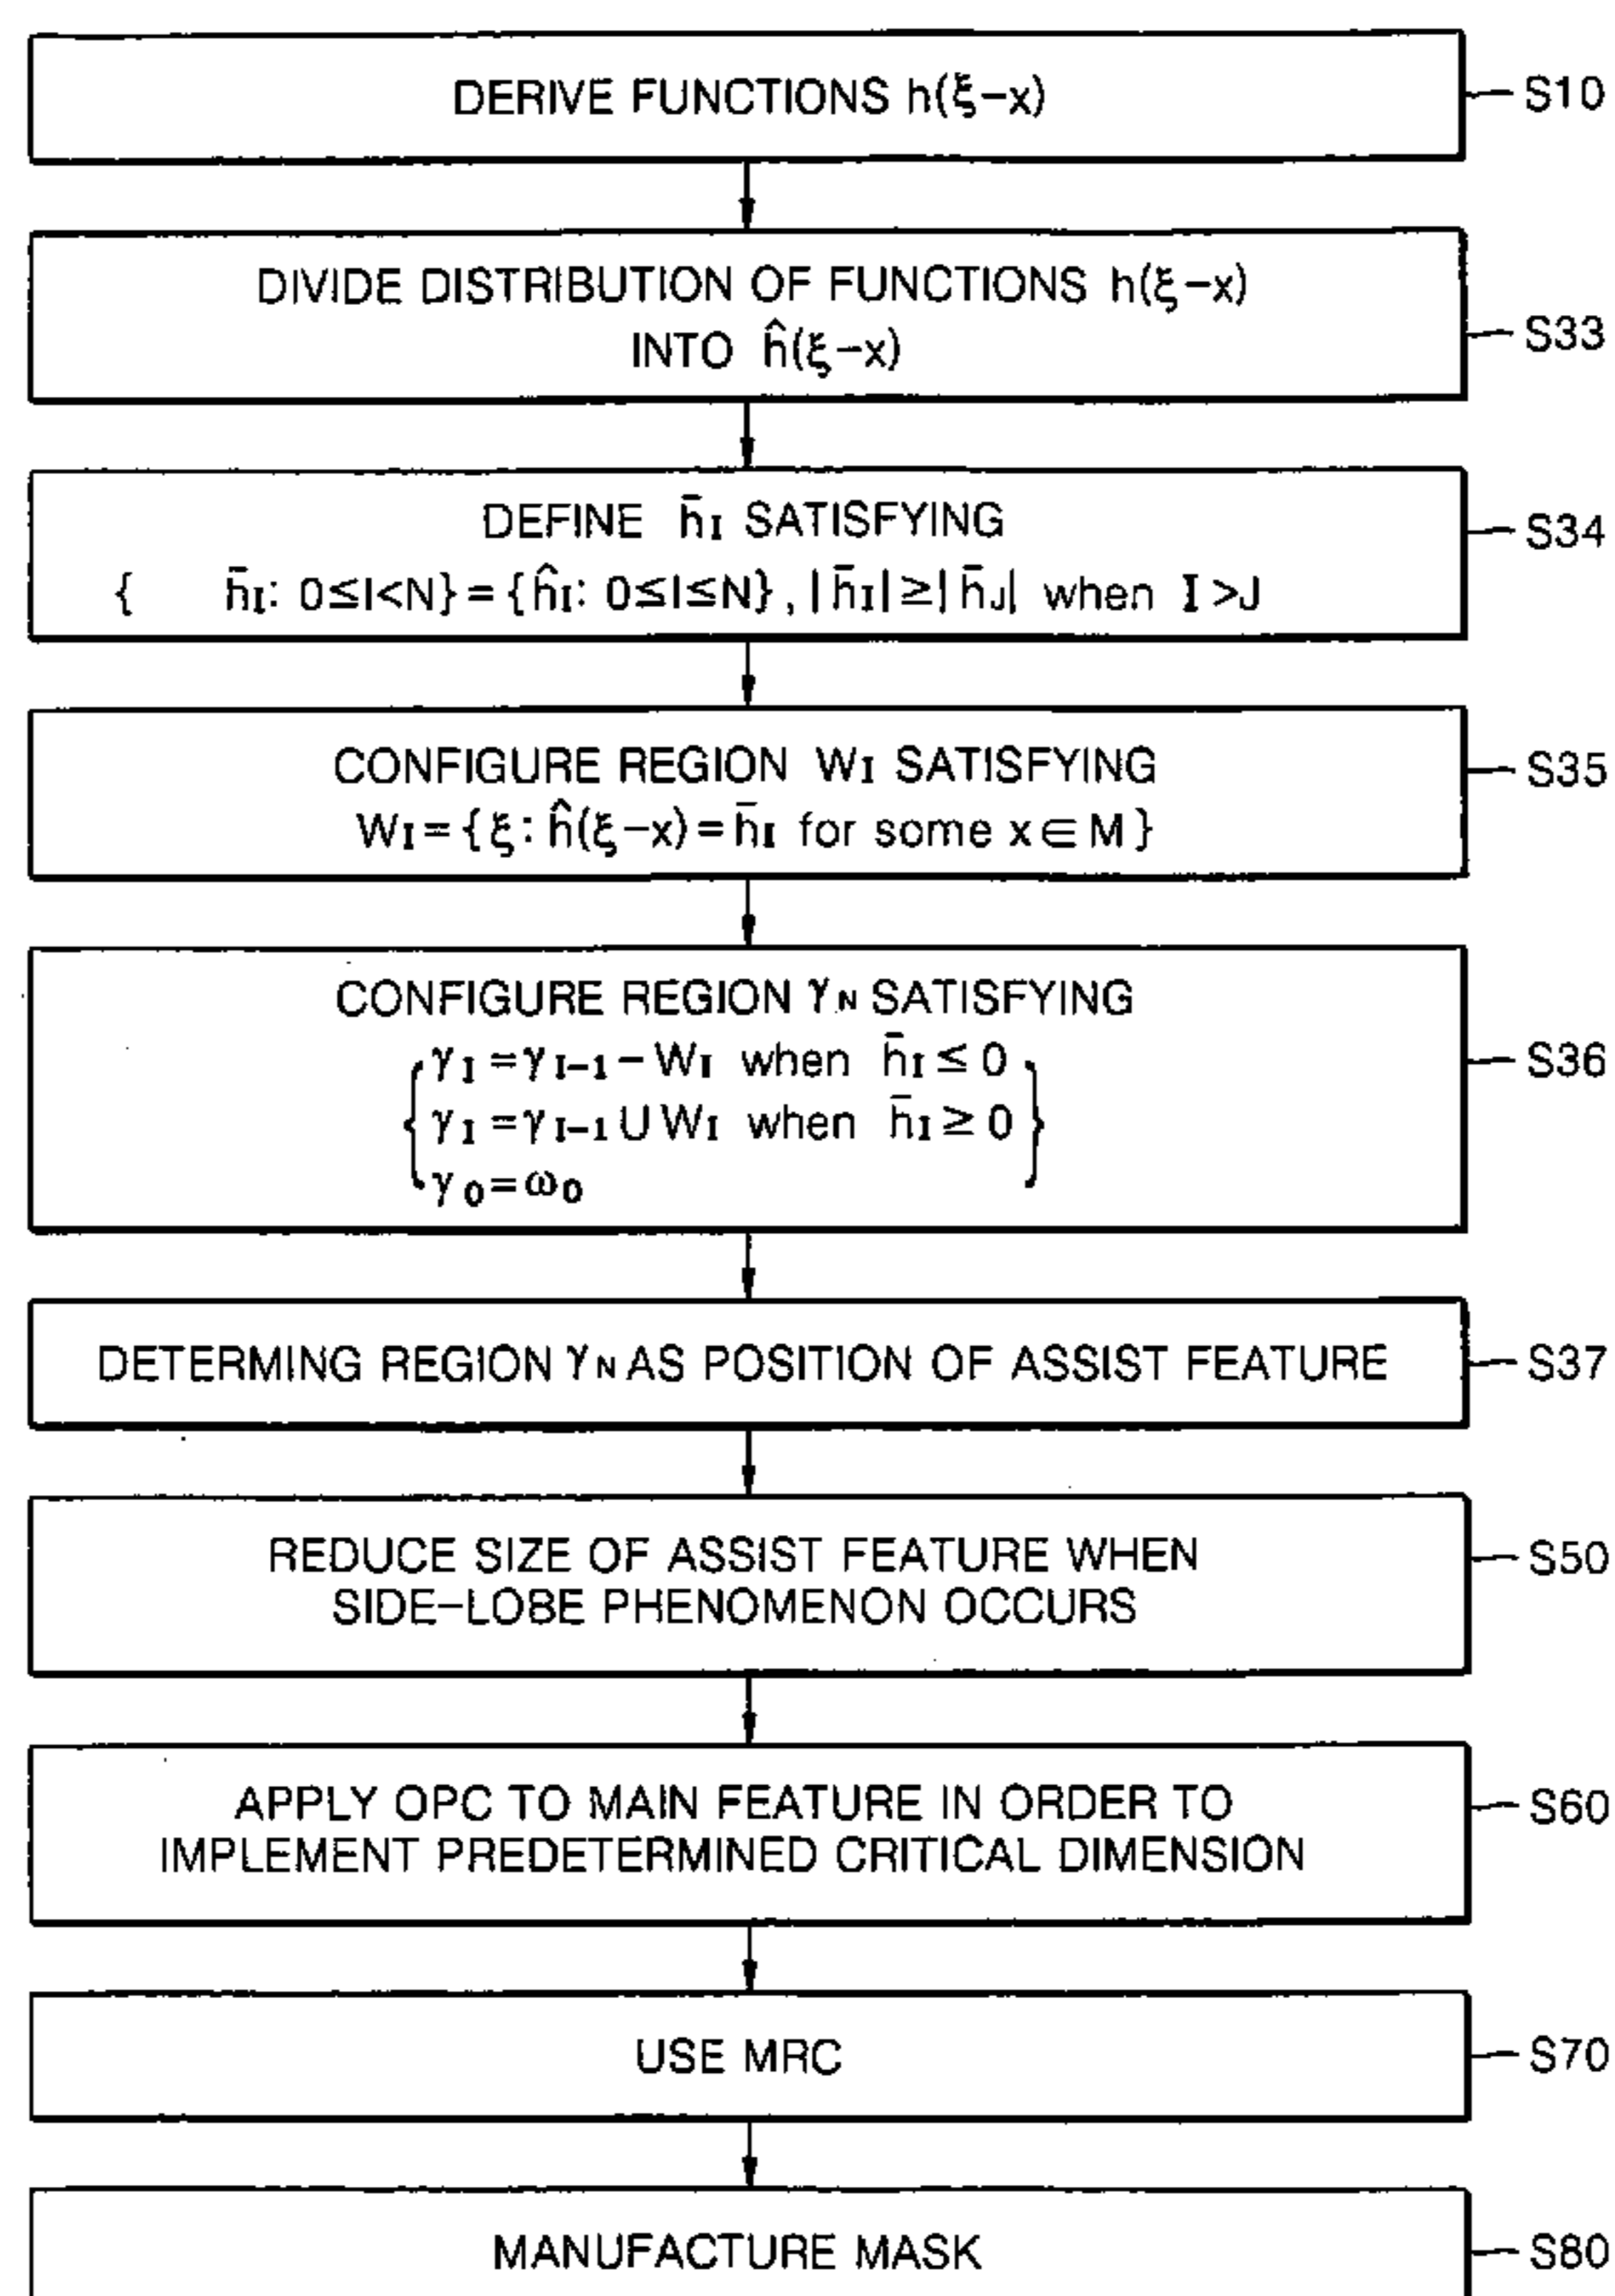 DERIVE FUNCTIONS h(ξ-x)
S10
DIVIDE DISTRIBUTION OF FUNCTIONS h(ξ-x)
INTO ĥ(ξ-x)
S33
DEFINE h̄I SATISFYING
{ h̄I: 0≤I<N} = {ĥI: 0≤I≤N}, |h̄I|≥|h̄J| when I>J
S34
CONFIGURE REGION WI SATISFYING
WI={ξ: ĥ(ξ-x)=h̄I for some x∈M}
S35
CONFIGURE REGION γN SATISFYING
γI=γI-1-WI when h̄I≤0
γI=γI-1∪WI when h̄I≥0
γ0=ω0
S36
DETERMING REGION γN AS POSITION OF ASSIST FEATURE
S37
REDUCE SIZE OF ASSIST FEATURE WHEN
SIDE-LOBE PHENOMENON OCCURS
S50
APPLY OPC TO MAIN FEATURE IN ORDER TO
IMPLEMENT PREDETERMINED CRITICAL DIMENSION
S60
USE MRC
S70
MANUFACTURE MASK
S80